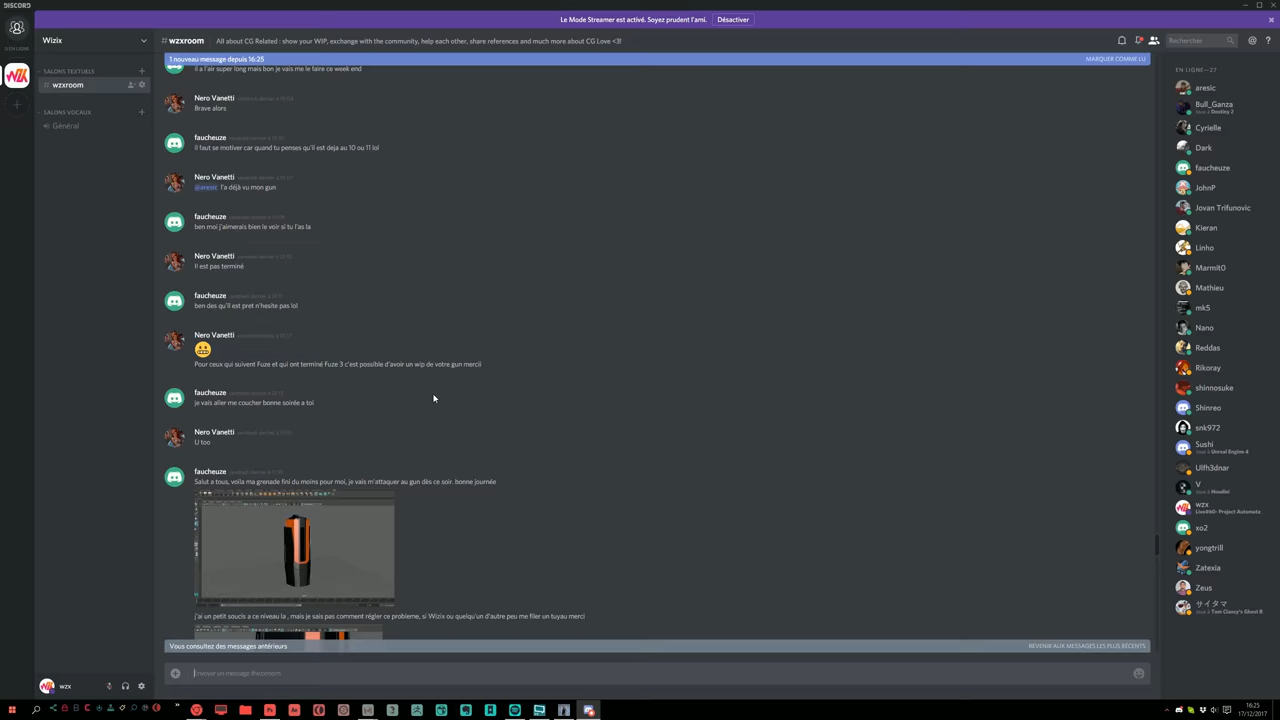 DISCORD
Le Mode Streamer est activé. Soyez prudent l'ami.
Désactiver
Wizix
wzxroom
All about CG Related : show your WIP, exchange with the community, help each other, share references and much more about CG Love <3!
Rechercher
1 nouveau message depuis 16:25
MARQUER COMME LU
SALONS TEXTUELS
# wzxroom
SALONS VOCAUX
Général
il a l'air super long mais bon je vais me le faire ce week end
Nero Vanetti
Brave alors
faucheuze
Il faut se motiver car quand tu penses qu'il est deja au 10 ou 11 lol
Nero Vanetti
@aresic l'a déjà vu mon gun
faucheuze
ben moi j'aimerais bien le voir si tu l'as la
Nero Vanetti
Il est pas terminé
faucheuze
ben des qu'il est pret n'hesite pas lol
Nero Vanetti
Pour ceux qui suivent Fuze et qui ont terminé Fuze 3 c'est possible d'avoir un wip de votre gun merciii
faucheuze
je vais aller me coucher bonne soirée a toi
Nero Vanetti
U too
faucheuze
Salut a tous, voila ma grenade fini du moins pour moi, je vais m'attaquer au gun dès ce soir. bonne journée
j'ai un petit soucis a ce niveau la , mais je sais pas comment régler ce probleme, si Wizix ou quelqu'un d'autre peu me filer un tuyau merci
Vous consultez des messages antérieurs
REVENIR AUX MESSAGES LES PLUS RÉCENTS
Envoyer un message #wzxroom
wzx
EN LIGNE—27
aresic
Bull_Ganza
Joue à Destiny 2
Cyrielle
Dark
faucheuze
JohnP
Jovan Trifunovic
Kieran
Linho
Marmit0
Mathieu
mk5
Nano
Reddas
Rikoray
shinnosuke
Shinreo
snk972
Sushi
Joue à Unreal Engine 4
Ulfh3dnar
V
Joue à Houdini
wzx
xo2
yongtrill
Zatexia
Zeus
サイタマ
Joue à Tom Clancy's Ghost R
16:25
17/12/2017